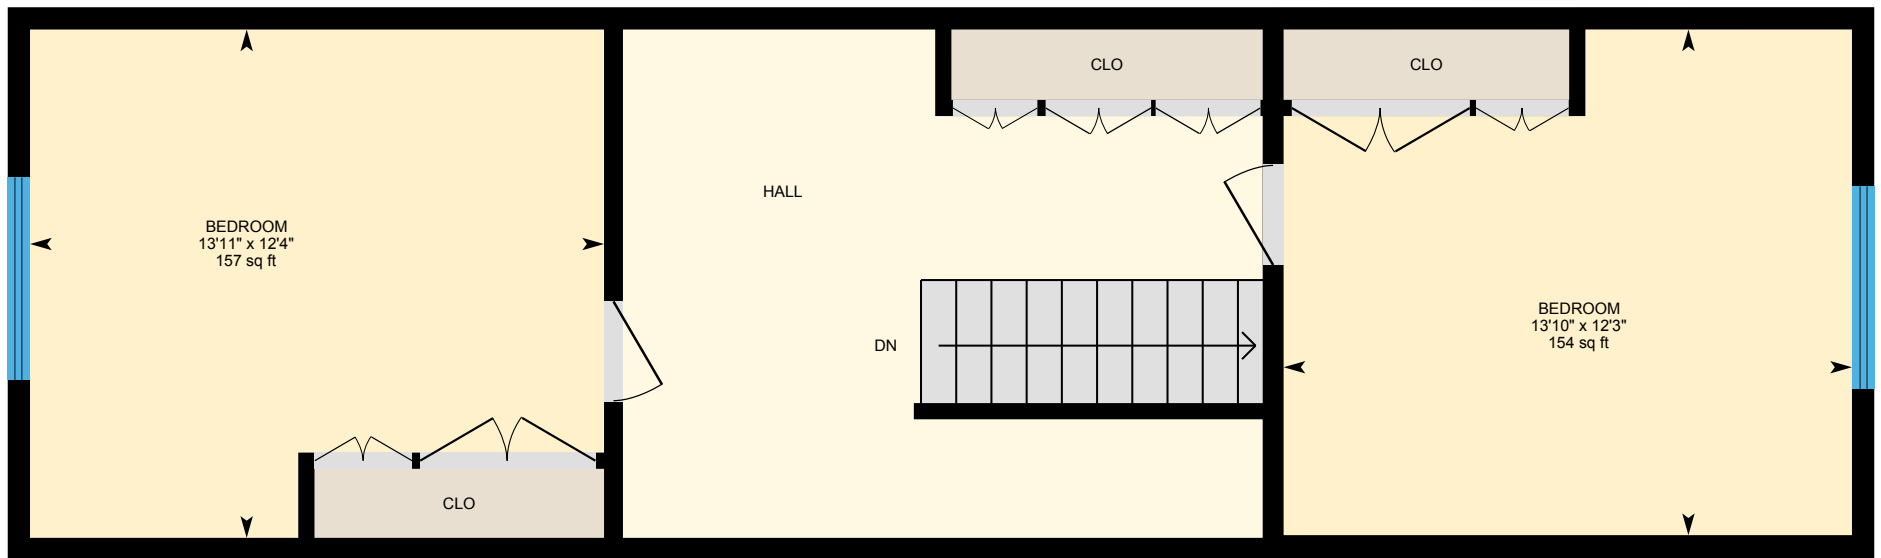 CLO
CLO
HALL
BEDROOM
13'11" x 12'4"
157 sq ft
BEDROOM
13'10" x 12'3"
154 sq ft
DN
CLO